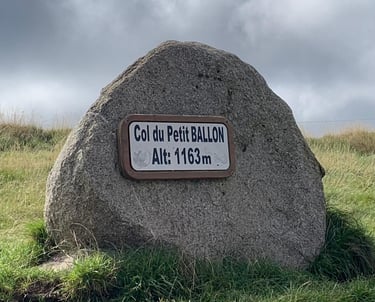 Col du Petit BALLON
Alt: 1163m